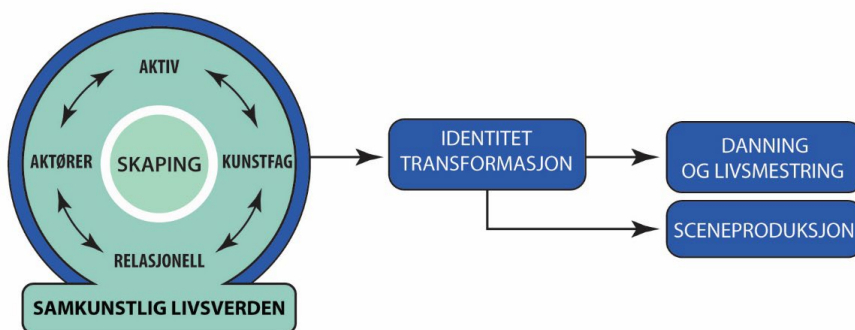 AKTIV
AKTØRER
SKAPING
KUNSTFAG
RELASJONELL
SAMKUNSTLIG LIVSVERDEN
IDENTITET
TRANSFORMASJON
DANNING
OG LIVSMESTRING
SCENEPRODUKSJON